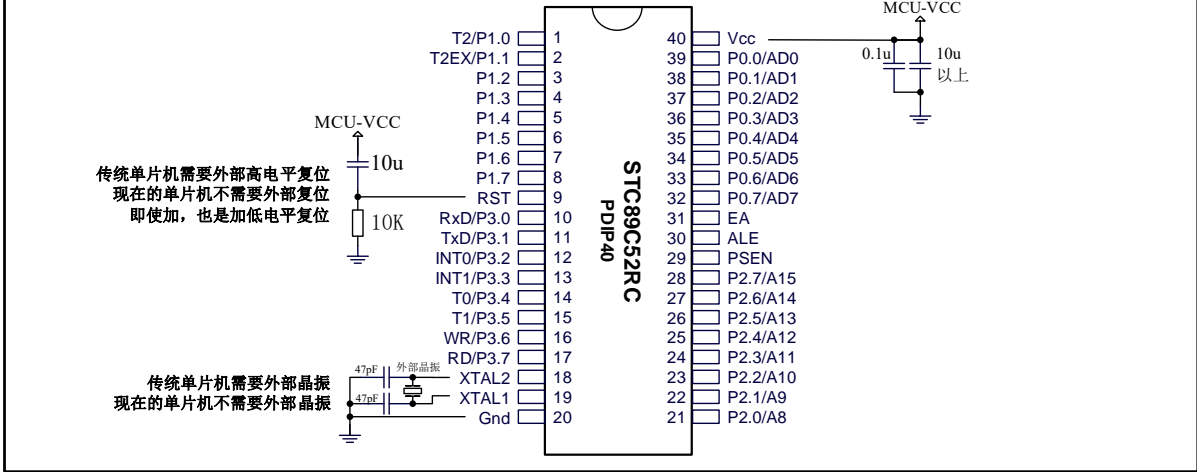 MCU-VCC
T2/P1.0 1 40 Vcc
T2EX/P1.1 2 39 P0.0/AD0
P1.2 3 38 P0.1/AD1
P1.3 4 37 P0.2/AD2
P1.4 5 36 P0.3/AD3
P1.5 6 35 P0.4/AD4
P1.6 7 34 P0.5/AD5
P1.7 8 33 P0.6/AD6
RST 9 32 P0.7/AD7
RxD/P3.0 10 31 EA
TxD/P3.1 11 30 ALE
INT0/P3.2 12 29 PSEN
INT1/P3.3 13 28 P2.7/A15
T0/P3.4 14 27 P2.6/A14
T1/P3.5 15 26 P2.5/A13
WR/P3.6 16 25 P2.4/A12
RD/P3.7 17 24 P2.3/A11
XTAL2 18 23 P2.2/A10
XTAL1 19 22 P2.1/A9
Gnd 20 21 P2.0/A8
STC89C52RC
PDIP40
0.1u 10u
以上
MCU-VCC
10u
10K
传统单片机需要外部高电平复位
现在的单片机不需要外部复位
即使加，也是加低电平复位
47pF 外部晶振
47pF
传统单片机需要外部晶振
现在的单片机不需要外部晶振